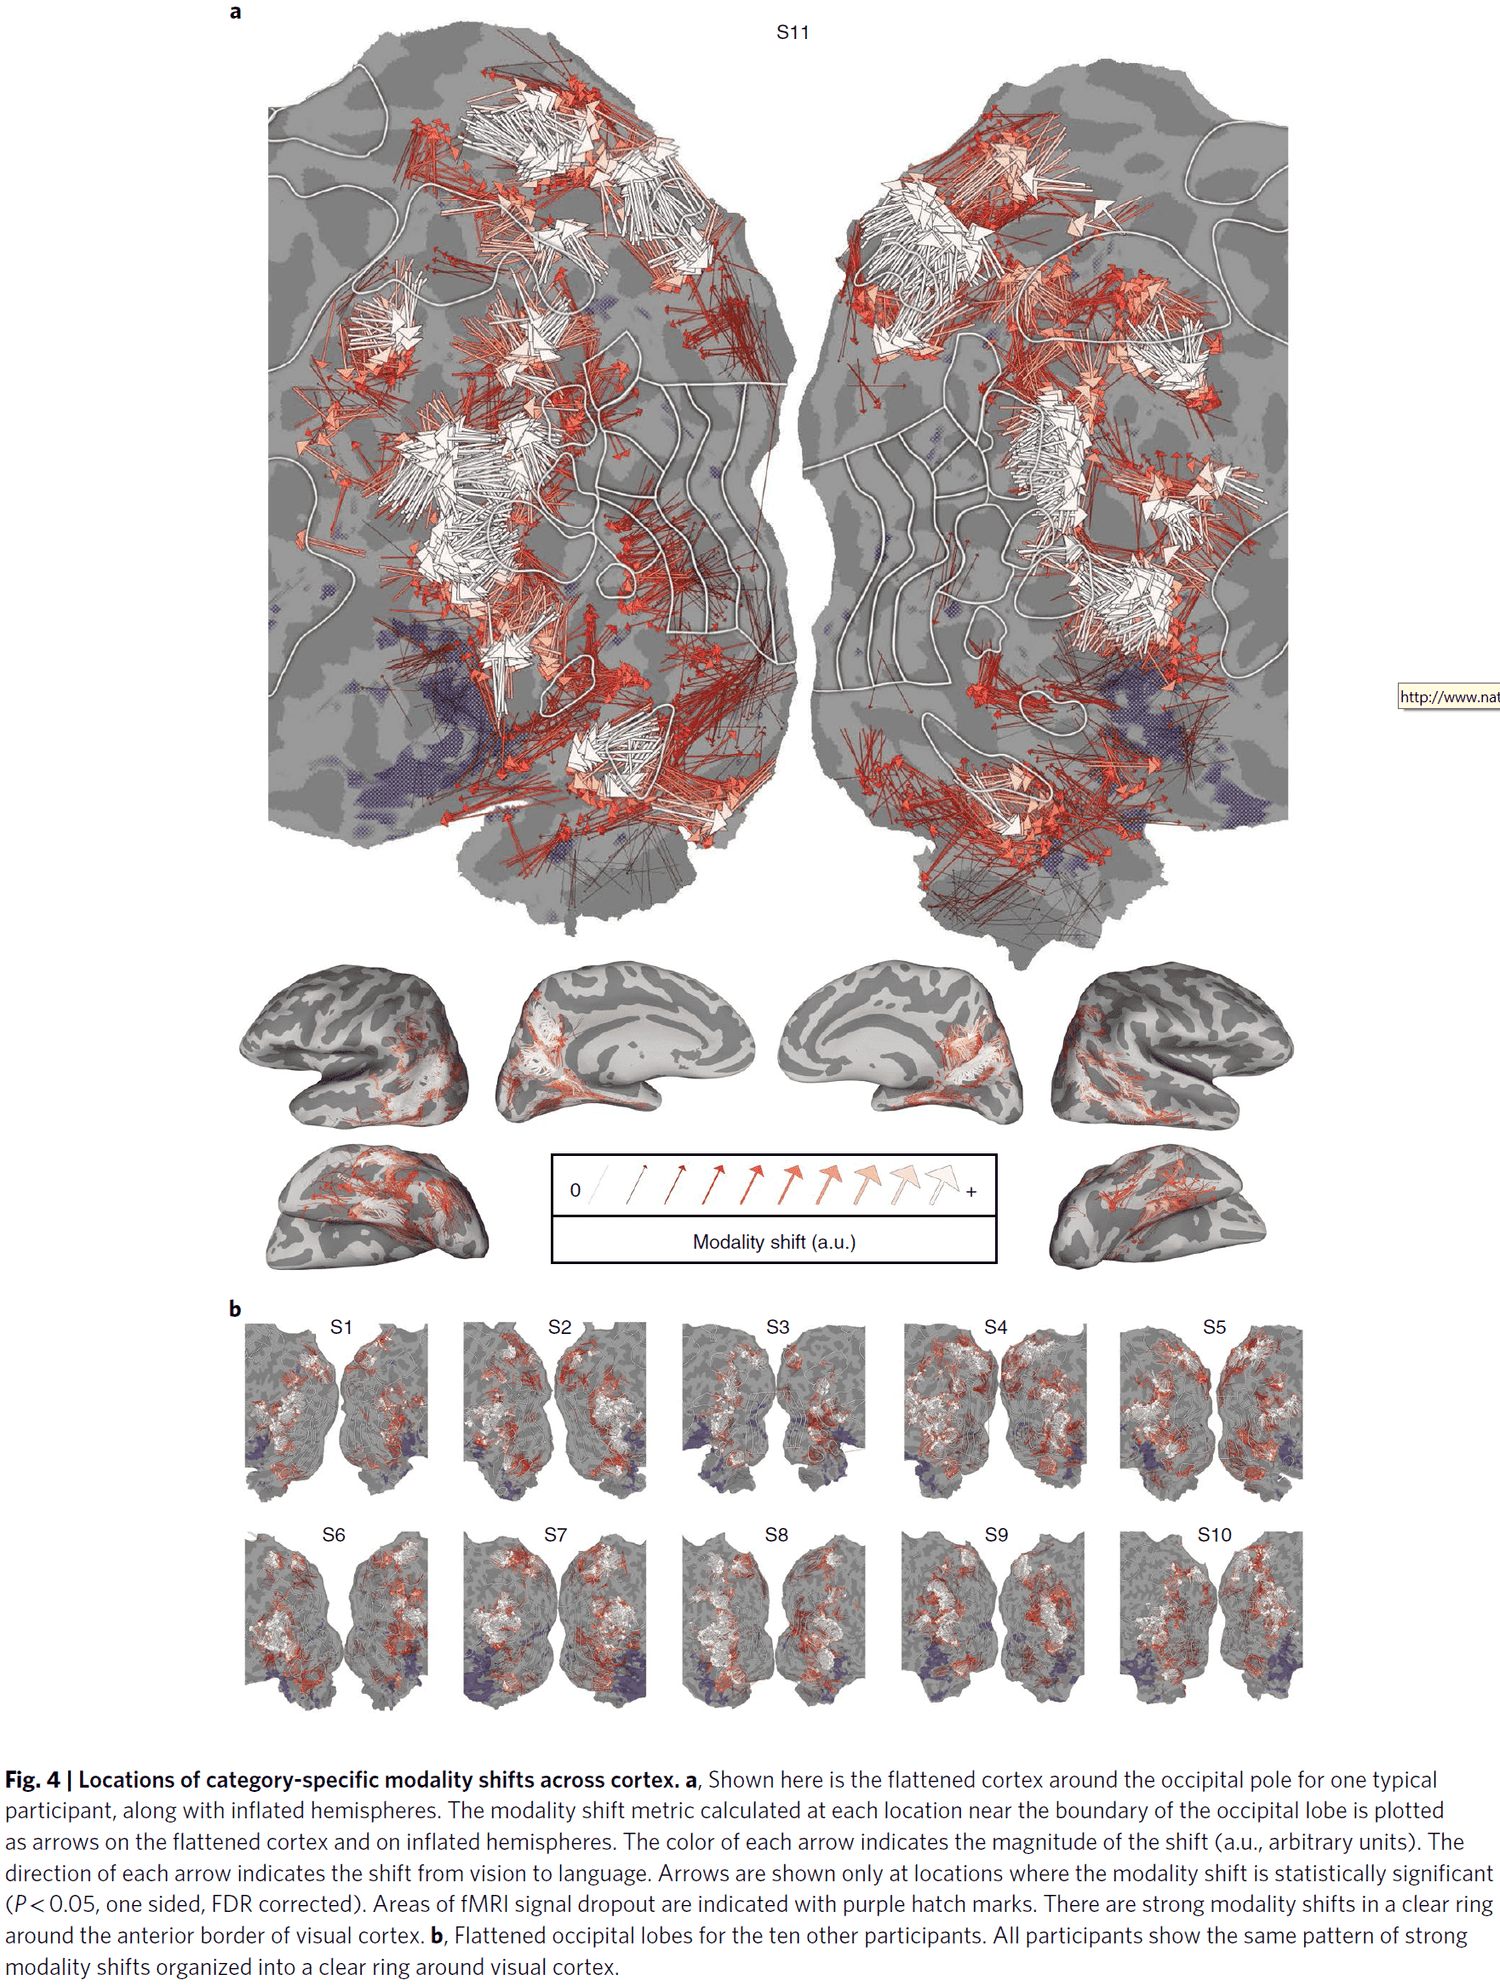 a
S11
http://www.nat
0
+
Modality shift (a.u.)
b
S1
S2
S3
S4
S5
S6
S7
S8
S9
S10
Fig. 4 | Locations of category-specific modality shifts across cortex. a, Shown here is the flattened cortex around the occipital pole for one typical
participant, along with inflated hemispheres. The modality shift metric calculated at each location near the boundary of the occipital lobe is plotted
as arrows on the flattened cortex and on inflated hemispheres. The color of each arrow indicates the magnitude of the shift (a.u., arbitrary units). The
direction of each arrow indicates the shift from vision to language. Arrows are shown only at locations where the modality shift is statistically significant
(P < 0.05, one sided, FDR corrected). Areas of fMRI signal dropout are indicated with purple hatch marks. There are strong modality shifts in a clear ring
around the anterior border of visual cortex. b, Flattened occipital lobes for the ten other participants. All participants show the same pattern of strong
modality shifts organized into a clear ring around visual cortex.